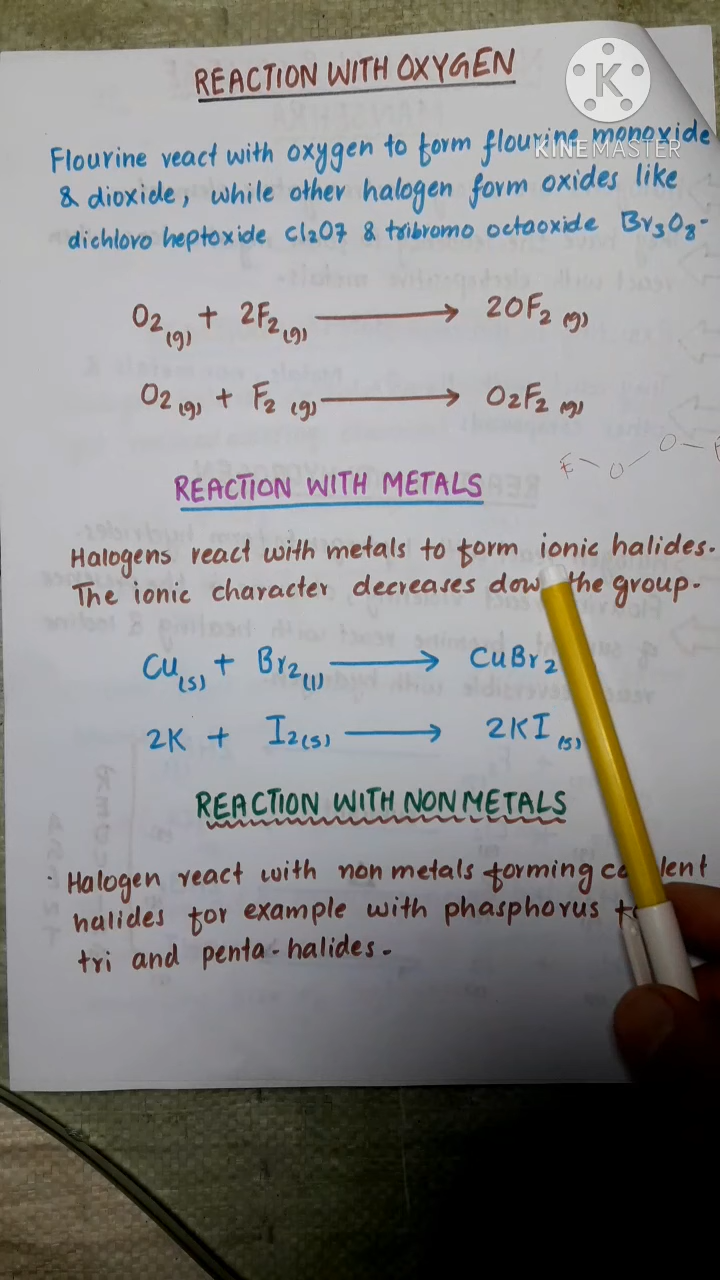 REACTION WITH OXYGEN
K
KINEMASTER
Flourine react with oxygen to form flourine monoxide
& dioxide, while other halogen form oxides like
dichloro heptoxide Cl2O7 & tribromo octaoxide Br3O8-
O2(g) + 2F2(g) ⟶ 2OF2 (g)
O2(g) + F2 (g) ⟶ O2F2 (g)
F - O - O - F
REACTION WITH METALS
Halogens react with metals to form ionic halides.
The ionic character decreases the group.
Cu(s) + Br2(l) ⟶ CuBr2
2K + I2(s) ⟶ 2KI (s)
REACTION WITH NON METALS
· Halogen react with non metals forming
halides for example with phasphorus
tri and penta-halides.